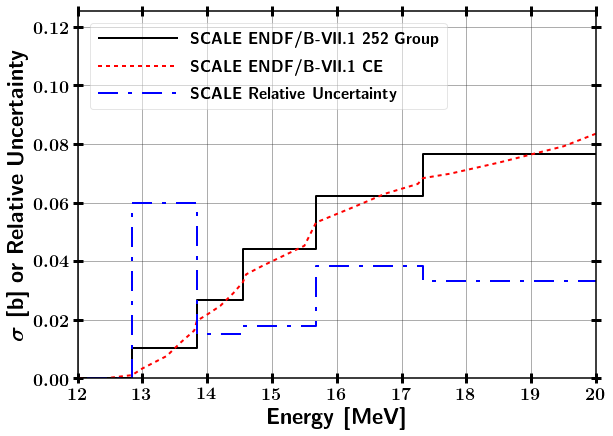 SCALE ENDF/B-VII.1 252 Group
SCALE ENDF/B-VII.1 CE
SCALE Relative Uncertainty
σ [b] or Relative Uncertainty
0.12
0.10
0.08
0.06
0.04
0.02
0.00
12 13 14 15 16 17 18 19 20
Energy [MeV]